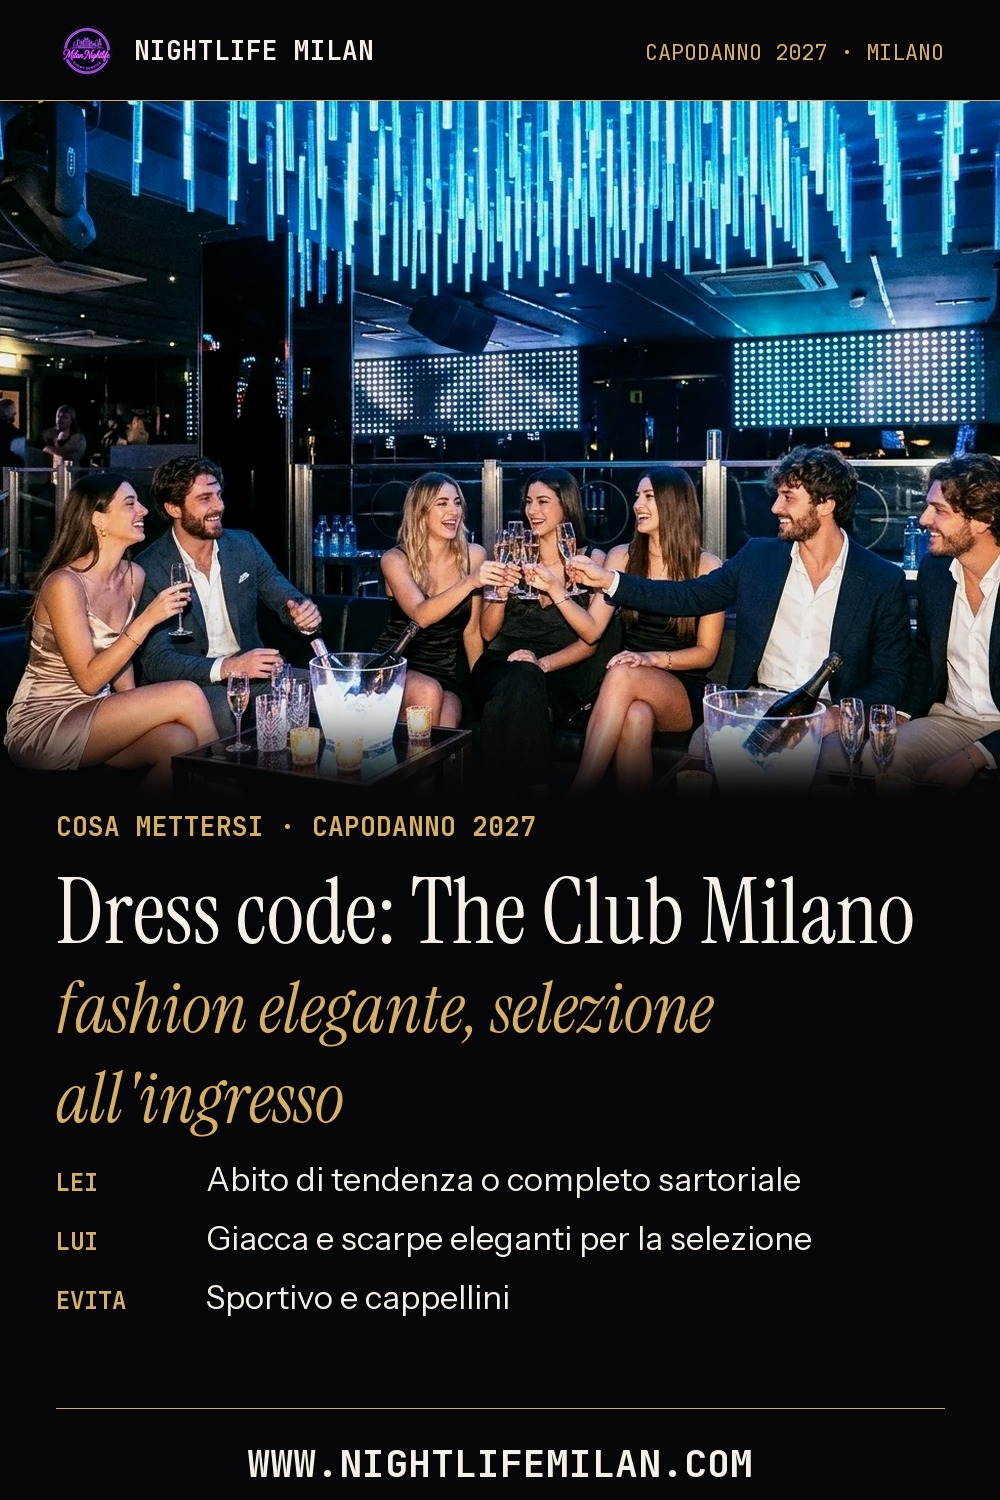 Milan Nightlife
NIGHTLIFE MILAN
CAPODANNO 2027 · MILANO
COSA METTERSI · CAPODANNO 2027
Dress code: The Club Milano
fashion elegante, selezione
all'ingresso
LEI Abito di tendenza o completo sartoriale
LUI Giacca e scarpe eleganti per la selezione
EVITA Sportivo e cappellini
WWW.NIGHTLIFEMILAN.COM